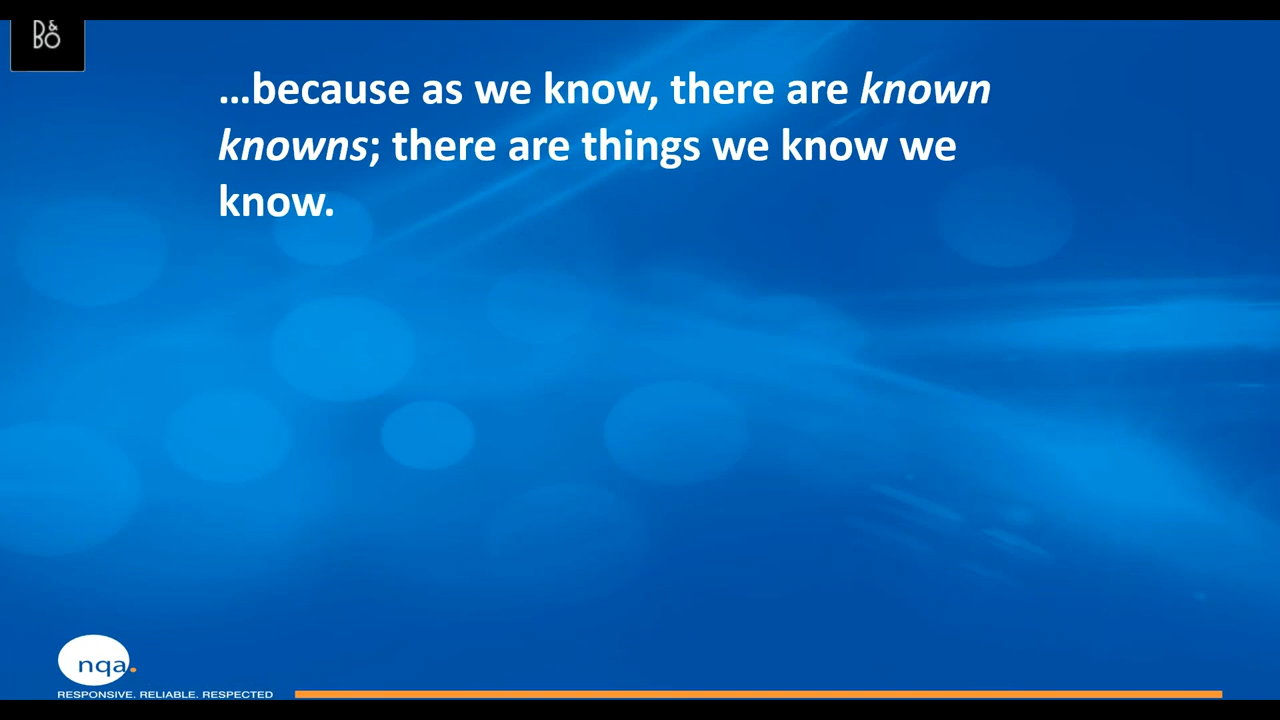 B&
BO
…because as we know, there are known
knowns; there are things we know we
know.
nqa.
RESPONSIVE. RELIABLE. RESPECTED